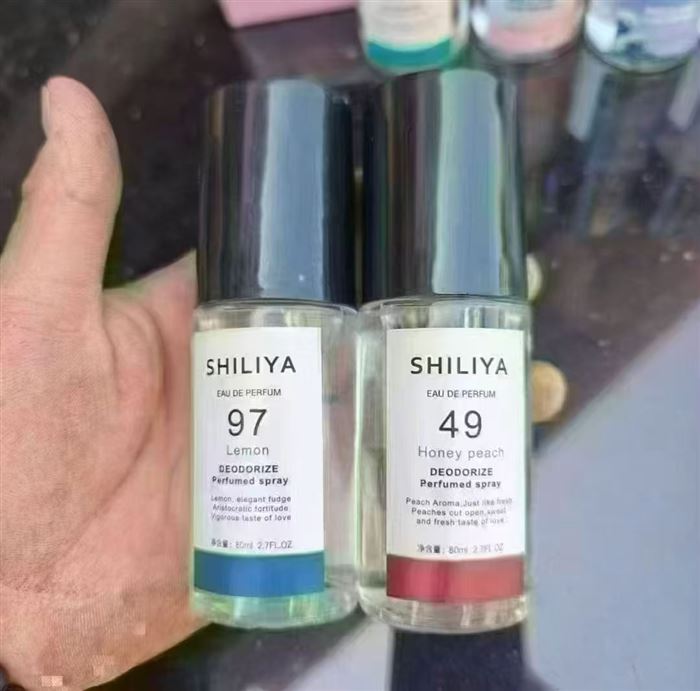 SHILIYA
EAU DE PERFUM
97
Lemon
DEODORIZE
Perfumed spray
Lemon, elegant fudge
Aristocratic fortitude
Vigorous taste of love
净含量: 80ml 2.7FL.OZ
SHILIYA
EAU DE PERFUM
49
Honey peach
DEODORIZE
Perfumed spray
Peach Aroma,Just like fresh
Peaches cut open,sweet
and fresh taste of love
净含量: 80ml 2.7FL.OZ